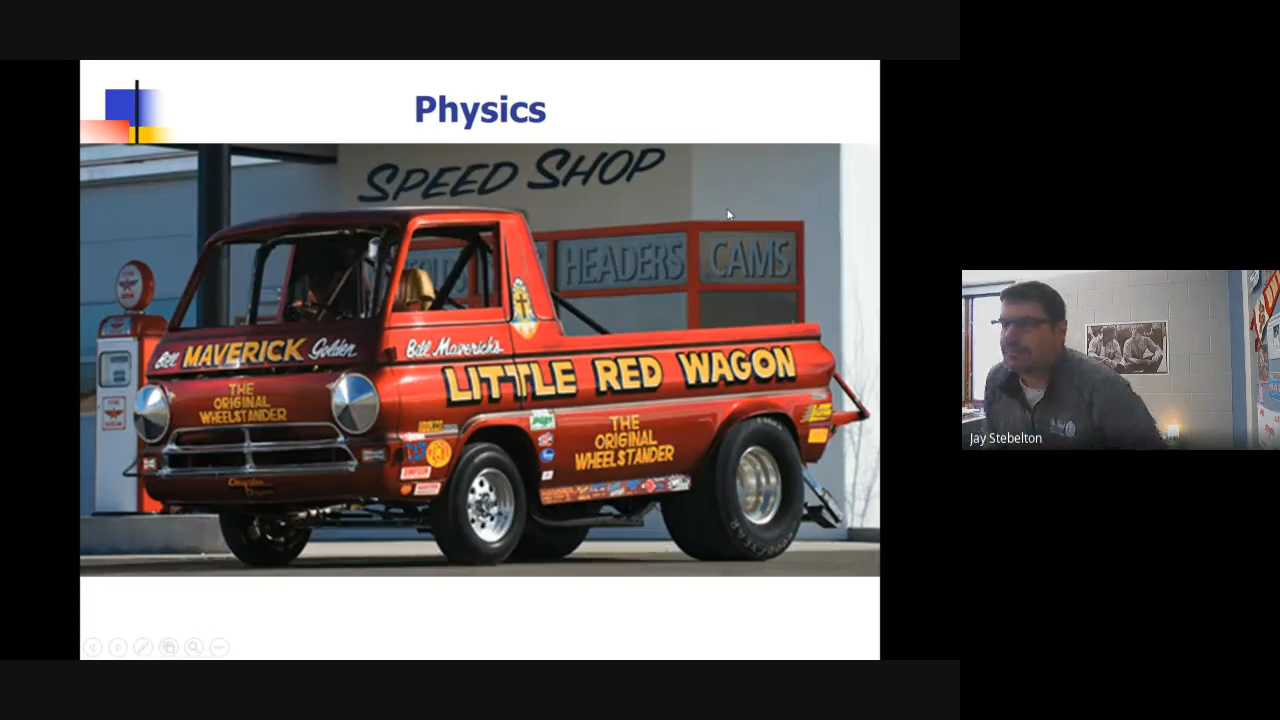 Physics
SPEED SHOP
HEADERS
CAMS
Bill MAVERICK Golden
Bill Maverick's
LITTLE RED WAGON
THE
ORIGINAL
WHEELSTANDER
THE
ORIGINAL
WHEELSTANDER
Jay Stebelton